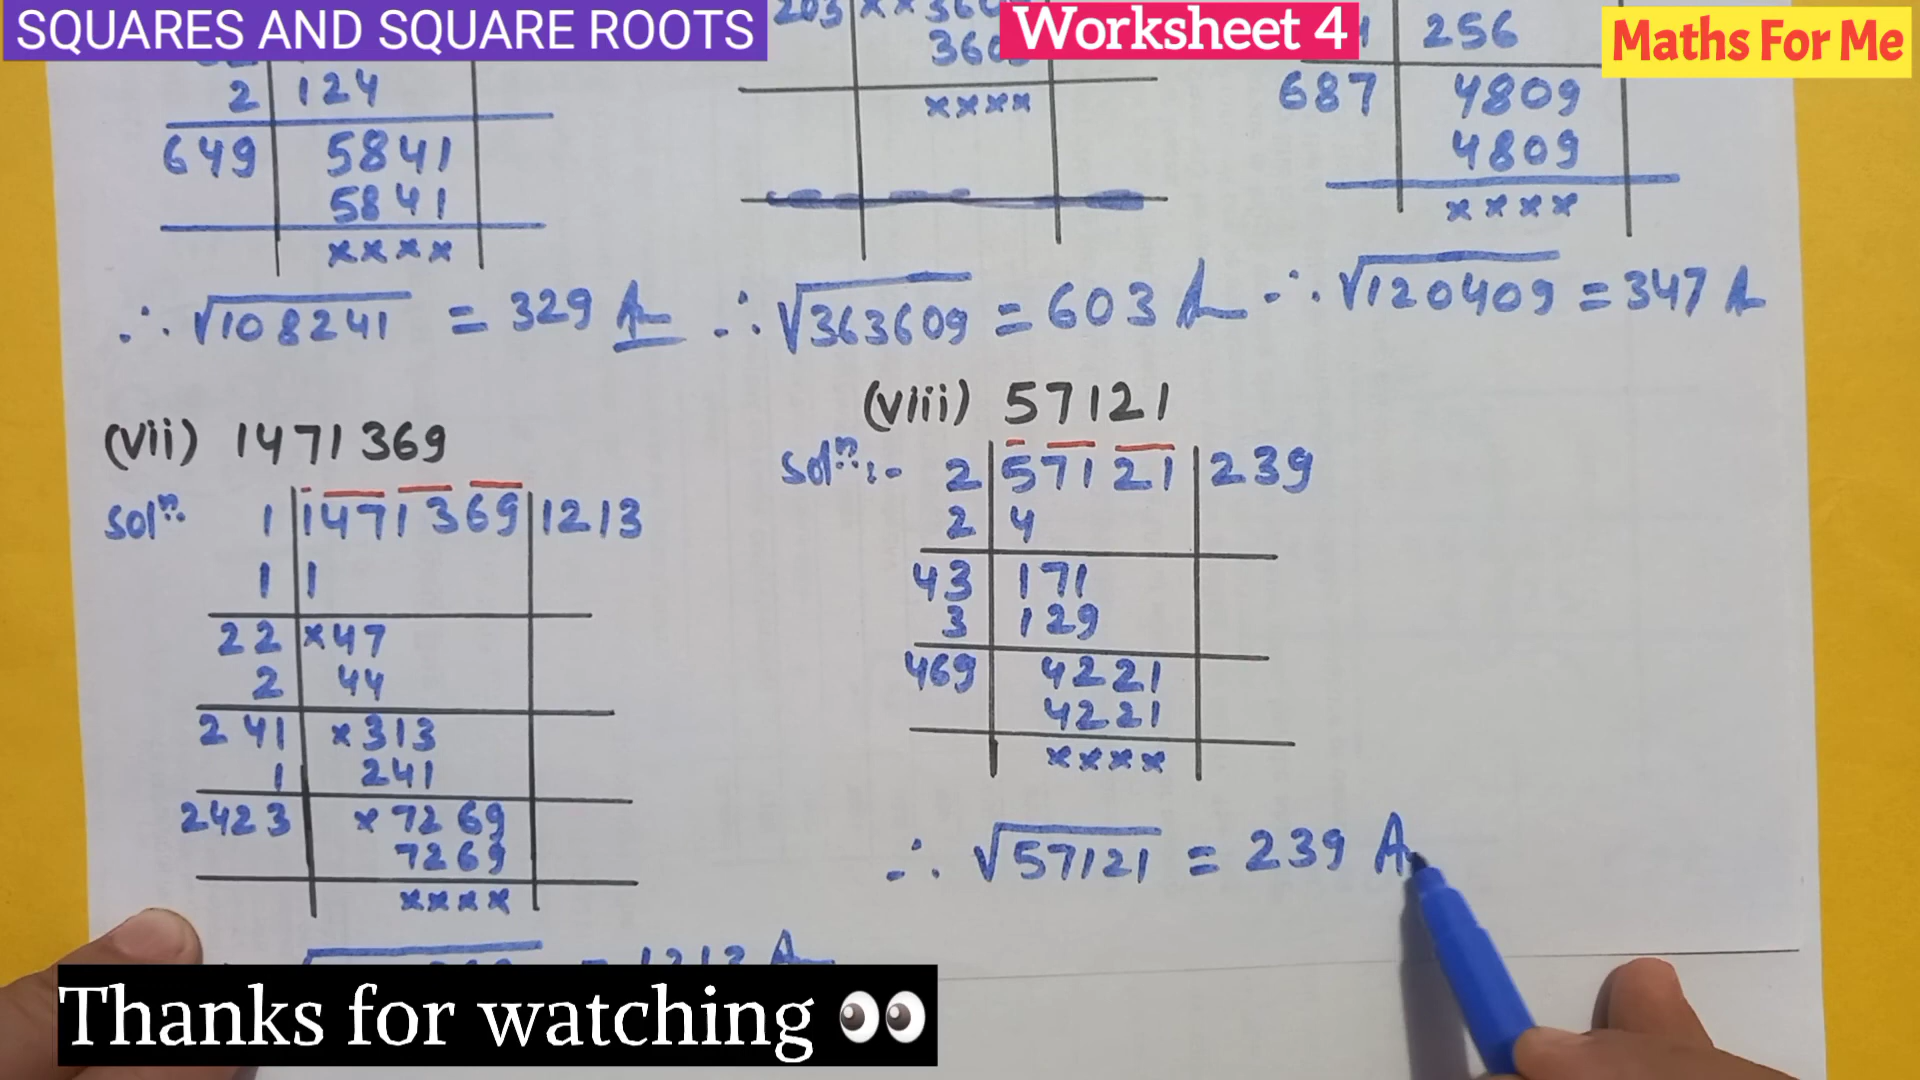 SQUARES AND SQUARE ROOTS
Worksheet 4
Maths For Me
2 124
649 5841
5841
××××
∴ √108241 = 329 A
360
××××
∴ √363609 = 603 A
256
687 4809
4809
××××
∴ √120409 = 347 A
(vii) 1471369
solⁿ: 1 1471369 1213
1 1
22 ×47
2 44
241 ×313
1 241
2423 ×7269
7269
××××
(viii) 57121
solⁿ:- 2 57121 239
2 4
43 171
3 129
469 4221
4221
××××
∴ √57121 = 239 A
Thanks for watching 👀